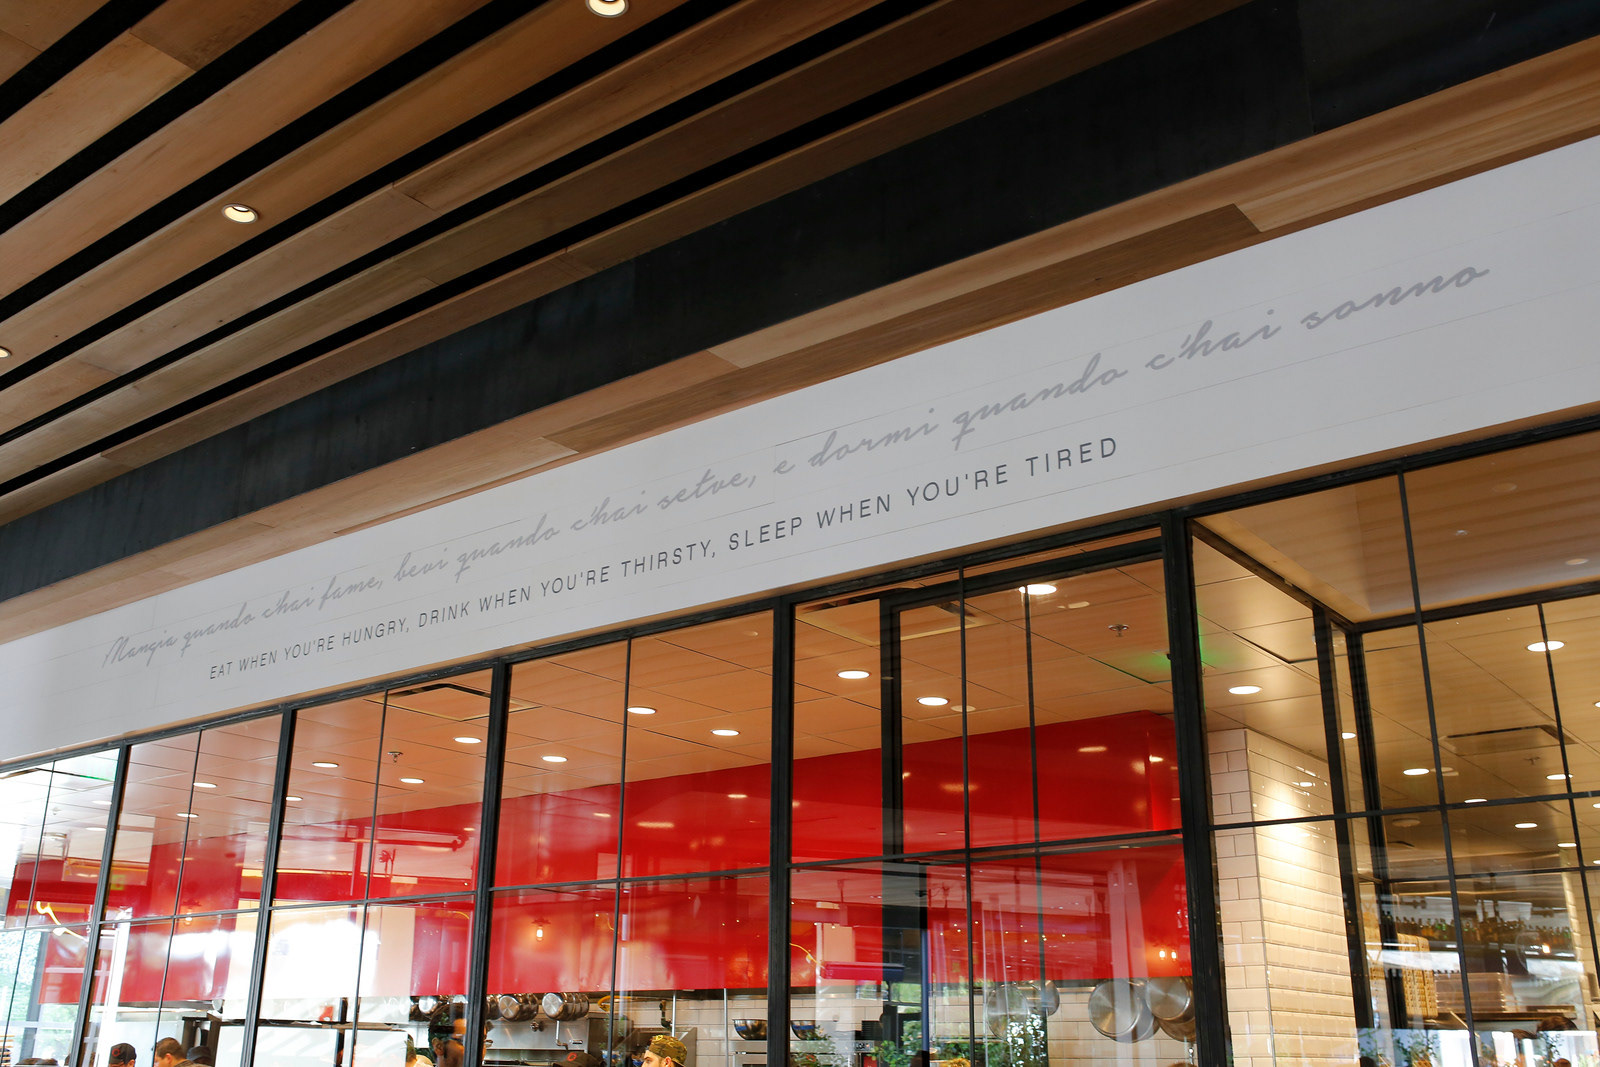 Mangia quando c'hai fame, bevi quando c'hai setve, e dormi quando c'hai sonno
EAT WHEN YOU'RE HUNGRY, DRINK WHEN YOU'RE THIRSTY, SLEEP WHEN YOU'RE TIRED